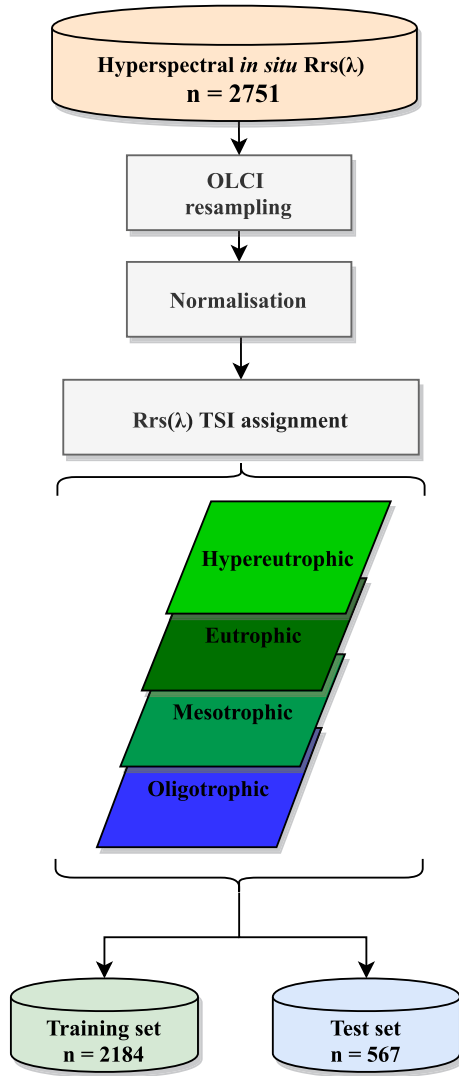 Hyperspectral in situ Rrs(λ)
n = 2751
OLCI
resampling
Normalisation
Rrs(λ) TSI assignment
Hypereutrophic
Eutrophic
Mesotrophic
Oligotrophic
Training set
n = 2184
Test set
n = 567